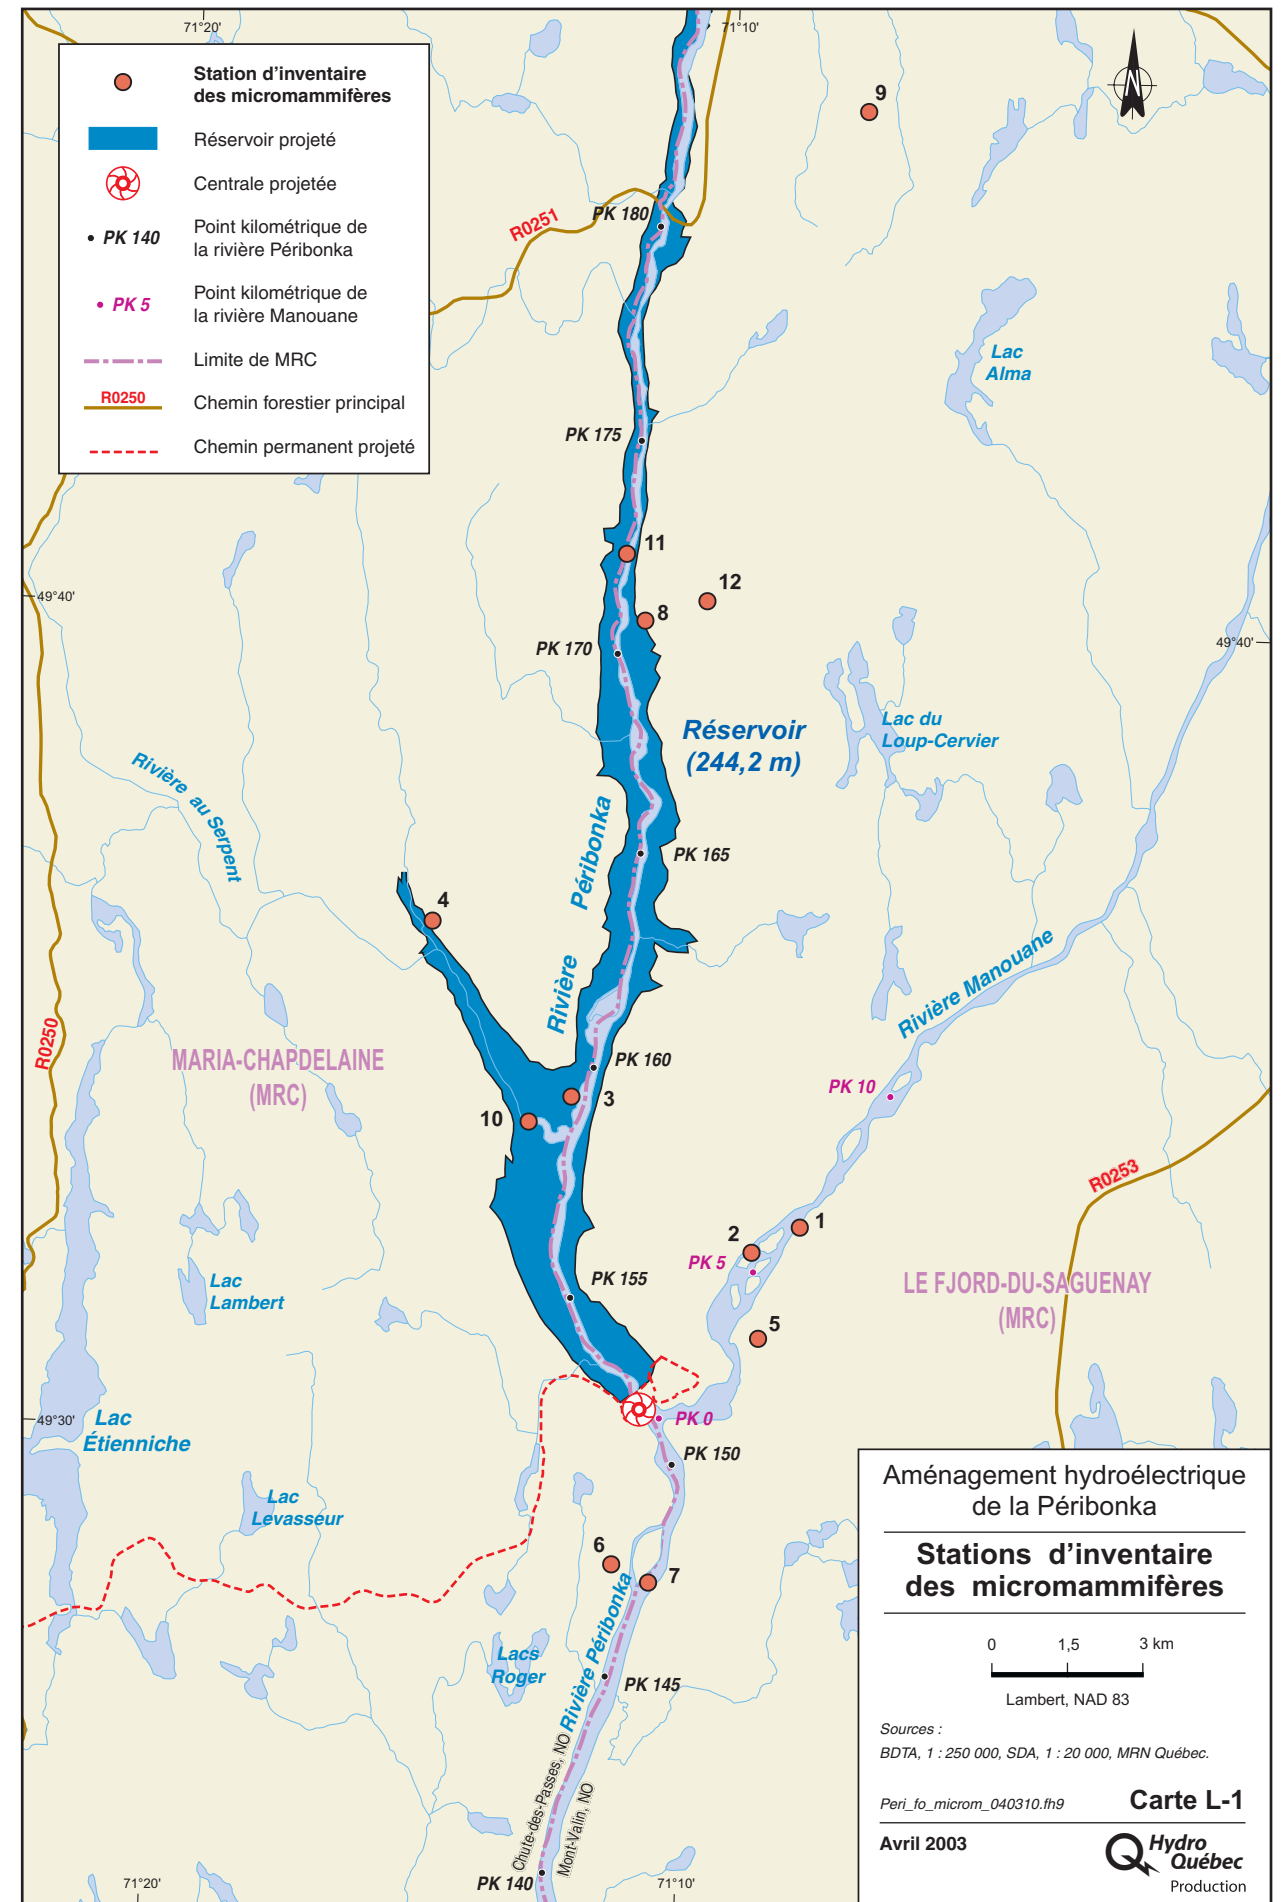 71°20'
71°10'
Station d'inventaire
des micromammifères
Réservoir projeté
Centrale projetée
PK 140
Point kilométrique de
la rivière Péribonka
PK 5
Point kilométrique de
la rivière Manouane
Limite de MRC
R0250
Chemin forestier principal
Chemin permanent projeté
N
9
PK 180
R0251
Lac
Alma
PK 175
11
12
8
49°40'
49°40'
PK 170
Réservoir
(244,2 m)
Lac du
Loup-Cervier
Rivière au Serpent
Rivière Péribonka
PK 165
4
Rivière Manouane
R0250
MARIA-CHAPDELAINE
(MRC)
PK 160
3
10
PK 10
R0253
1
2
PK 5
LE FJORD-DU-SAGUENAY
(MRC)
Lac
Lambert
PK 155
5
49°30'
Lac
Étienniche
PK 0
PK 150
Lac
Levasseur
6
7
Rivière Péribonka
Lacs
Roger
PK 145
Chute-des-Passes, NO
Mont-Valin, NO
PK 140
71°20'
71°10'
Aménagement hydroélectrique
de la Péribonka
Stations d'inventaire
des micromammifères
0 1,5 3 km
Lambert, NAD 83
Sources :
BDTA, 1 : 250 000, SDA, 1 : 20 000, MRN Québec.
Peri_fo_microm_040310.fh9
Carte L-1
Avril 2003
Hydro
Québec
Production